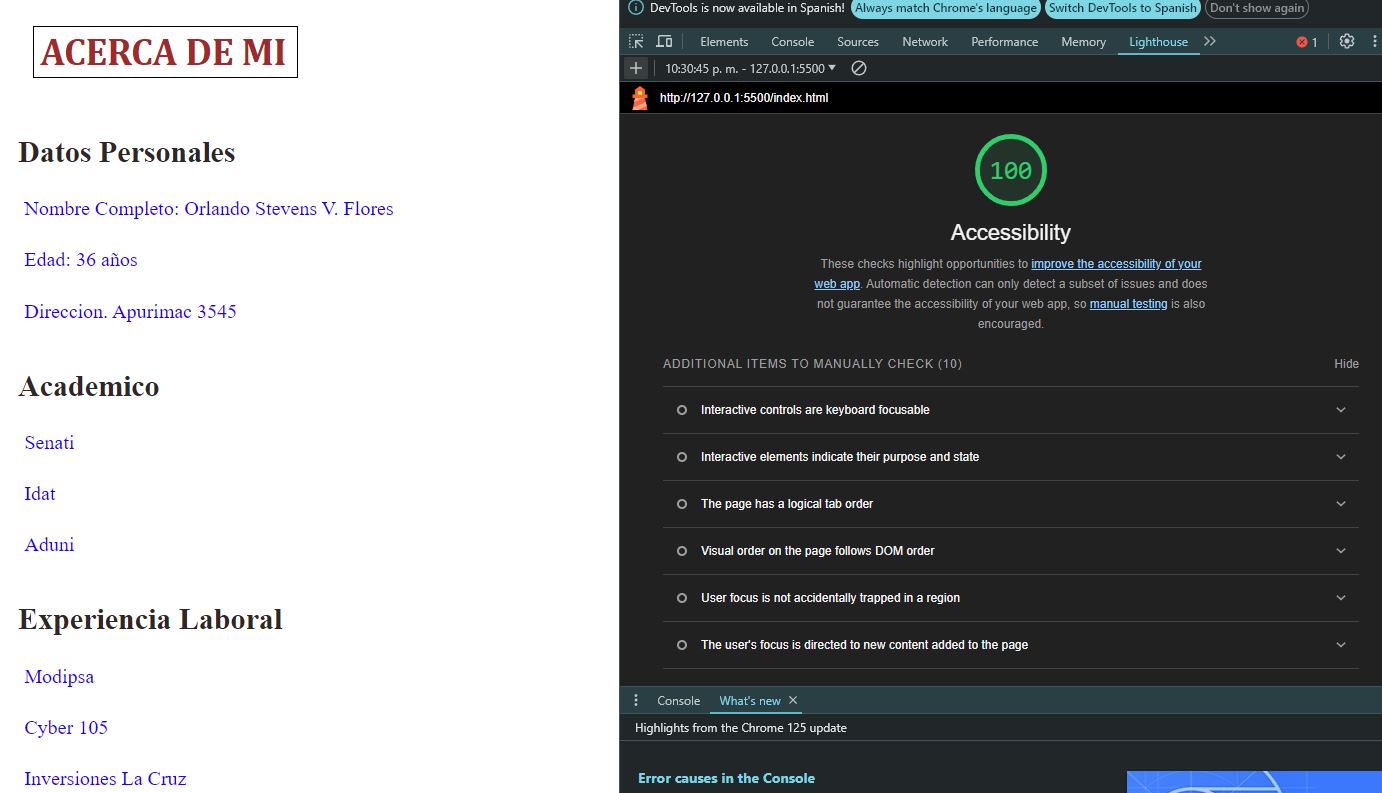 ACERCA DE MI
Datos Personales
Nombre Completo: Orlando Stevens V. Flores
Edad: 36 años
Direccion. Apurimac 3545
Academico
Senati
Idat
Aduni
Experiencia Laboral
Modipsa
Cyber 105
Inversiones La Cruz
DevTools is now available in Spanish! Always match Chrome's language Switch DevTools to Spanish Don't show again
Elements Console Sources Network Performance Memory Lighthouse 1
10:30:45 p. m. - 127.0.0.1:5500
http://127.0.0.1:5500/index.html
100
Accessibility
These checks highlight opportunities to improve the accessibility of your
web app. Automatic detection can only detect a subset of issues and does
not guarantee the accessibility of your web app, so manual testing is also
encouraged.
ADDITIONAL ITEMS TO MANUALLY CHECK (10) Hide
Interactive controls are keyboard focusable
Interactive elements indicate their purpose and state
The page has a logical tab order
Visual order on the page follows DOM order
User focus is not accidentally trapped in a region
The user's focus is directed to new content added to the page
Console What's new
Highlights from the Chrome 125 update
Error causes in the Console